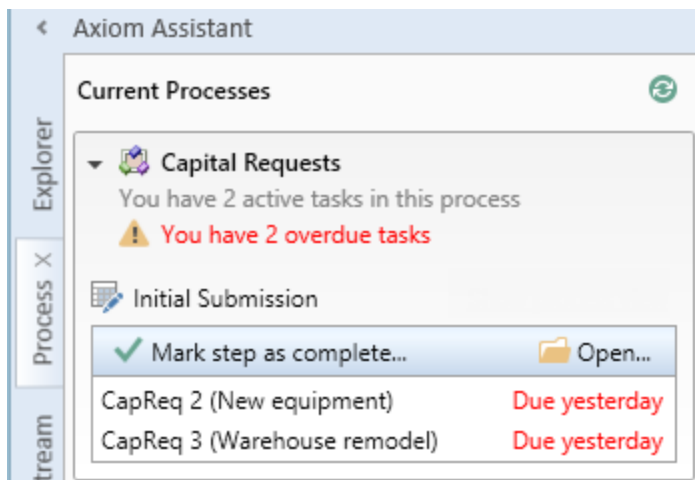 Axiom Assistant
Current Processes
Explorer
Capital Requests
You have 2 active tasks in this process
You have 2 overdue tasks
Process
Initial Submission
Mark step as complete... Open...
CapReq 2 (New equipment) Due yesterday
CapReq 3 (Warehouse remodel) Due yesterday